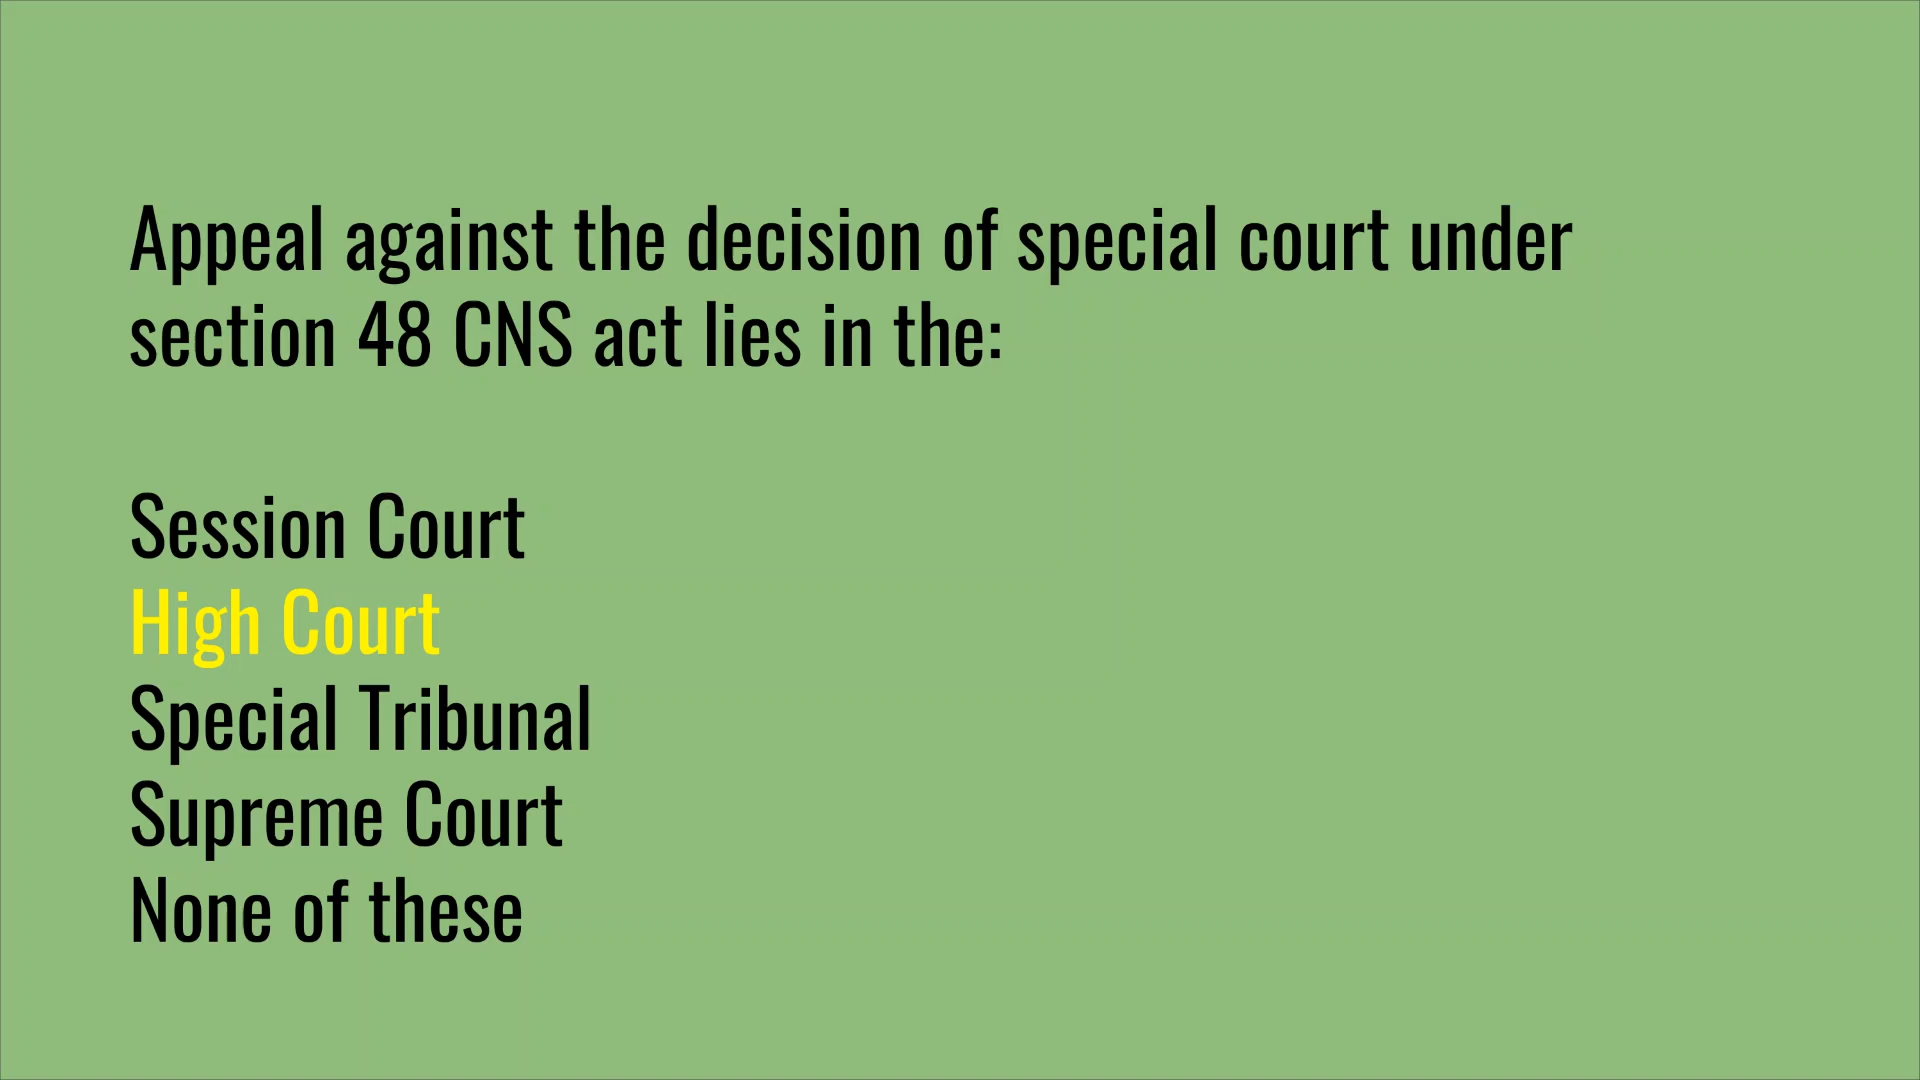 Appeal against the decision of special court under
section 48 CNS act lies in the:
Session Court
High Court
Special Tribunal
Supreme Court
None of these